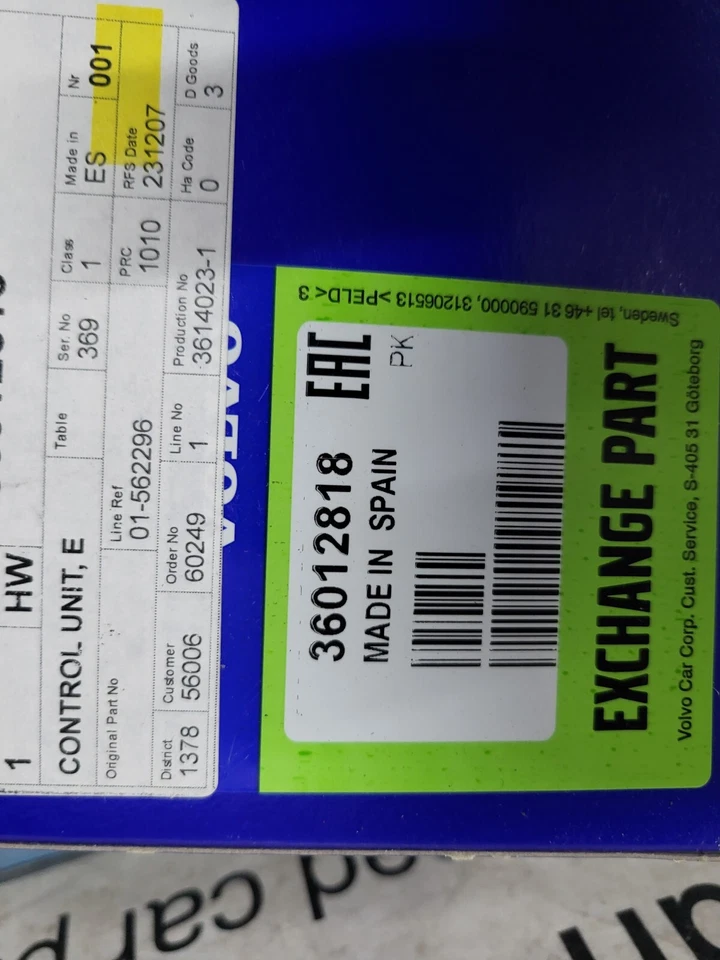 1 HW
CONTROL UNIT, E
Table
Ser. No
369
Class
1
Made in
ES
Nr
001
Original Part No
Line Ref
01-562296
PRC
1010
RFS Date
231207
District
1378
Customer
56006
Order No
60249
Line No
1
Production No
3614023-1
Ha Code
0
D Goods
3
VOLVO
36012818 EAC
MADE IN SPAIN PK
EXCHANGE PART
Volvo Car Corp. Cust. Service, S-405 31 Göteborg
Sweden, tel +46 31 590000, 31206513 >PELD< 3